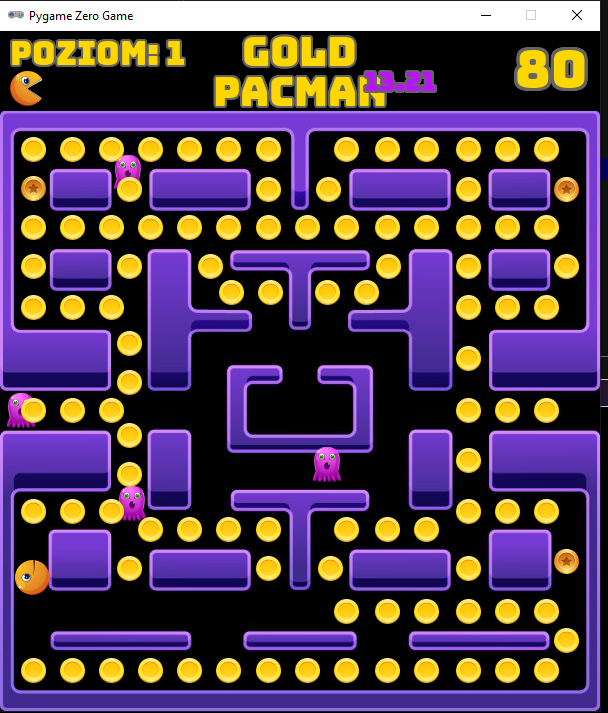 Pygame Zero Game
POZIOM: 1
GOLD
PACMAN
13.21
80